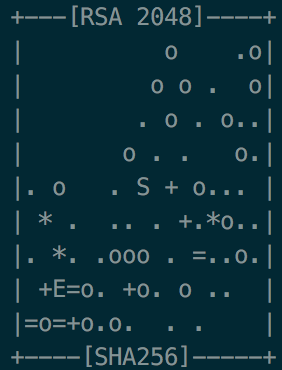 +---[RSA 2048]----+
|          o    .o|
|         o o .  o|
|        . o . o..|
|       o . .   o.|
|. o   . S + o... |
| * .  .. . +.*o..|
|. *. .ooo . =..o.|
| +E=o. +o. o ..  |
|=o=+o.o.  . .    |
+----[SHA256]-----+